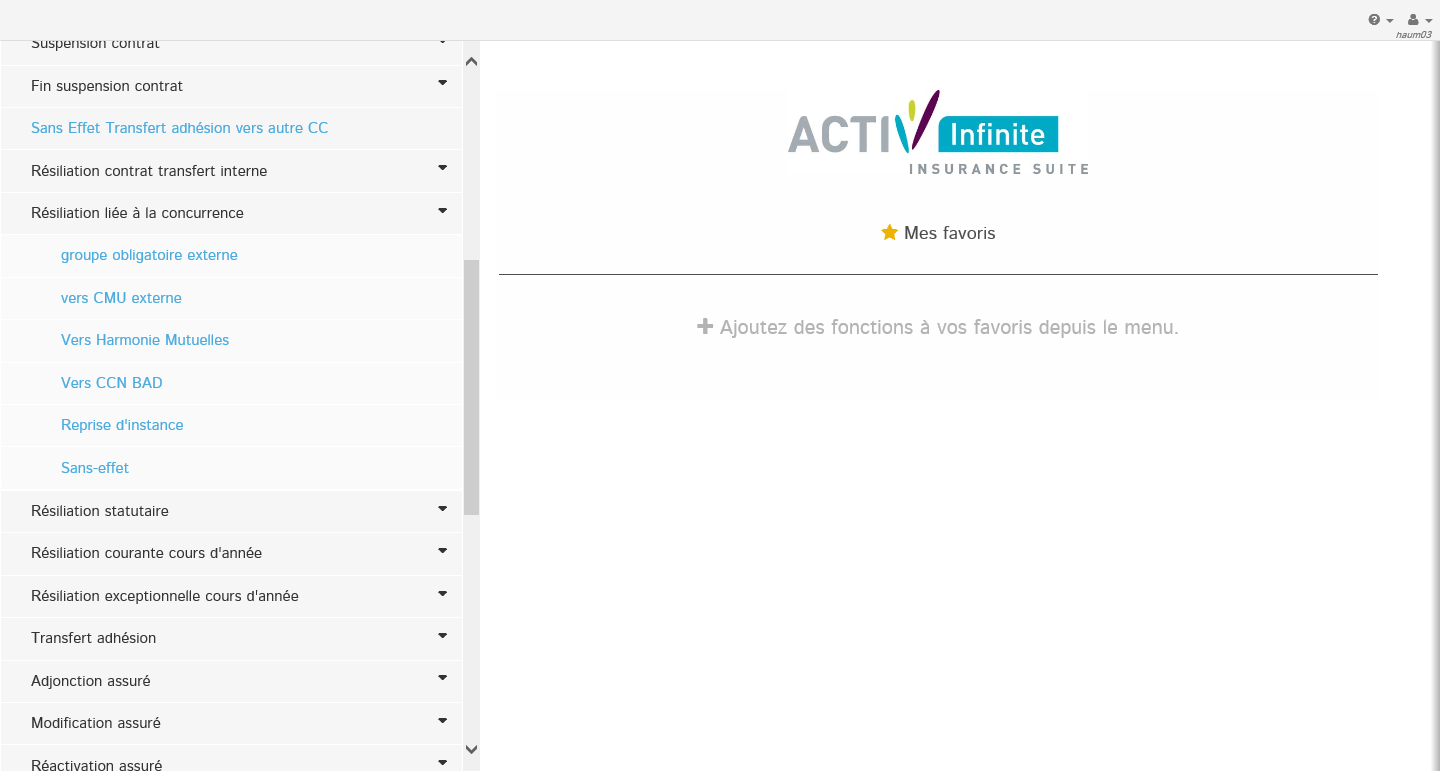 haum03
Suspension contrat
Fin suspension contrat
Sans Effet Transfert adhésion vers autre CC
Résiliation contrat transfert interne
Résiliation liée à la concurrence
groupe obligatoire externe
vers CMU externe
Vers Harmonie Mutuelles
Vers CCN BAD
Reprise d'instance
Sans-effet
Résiliation statutaire
Résiliation courante cours d'année
Résiliation exceptionnelle cours d'année
Transfert adhésion
Adjonction assuré
Modification assuré
Réactivation assuré
ACTIV Infinite
INSURANCE SUITE
Mes favoris
Ajoutez des fonctions à vos favoris depuis le menu.